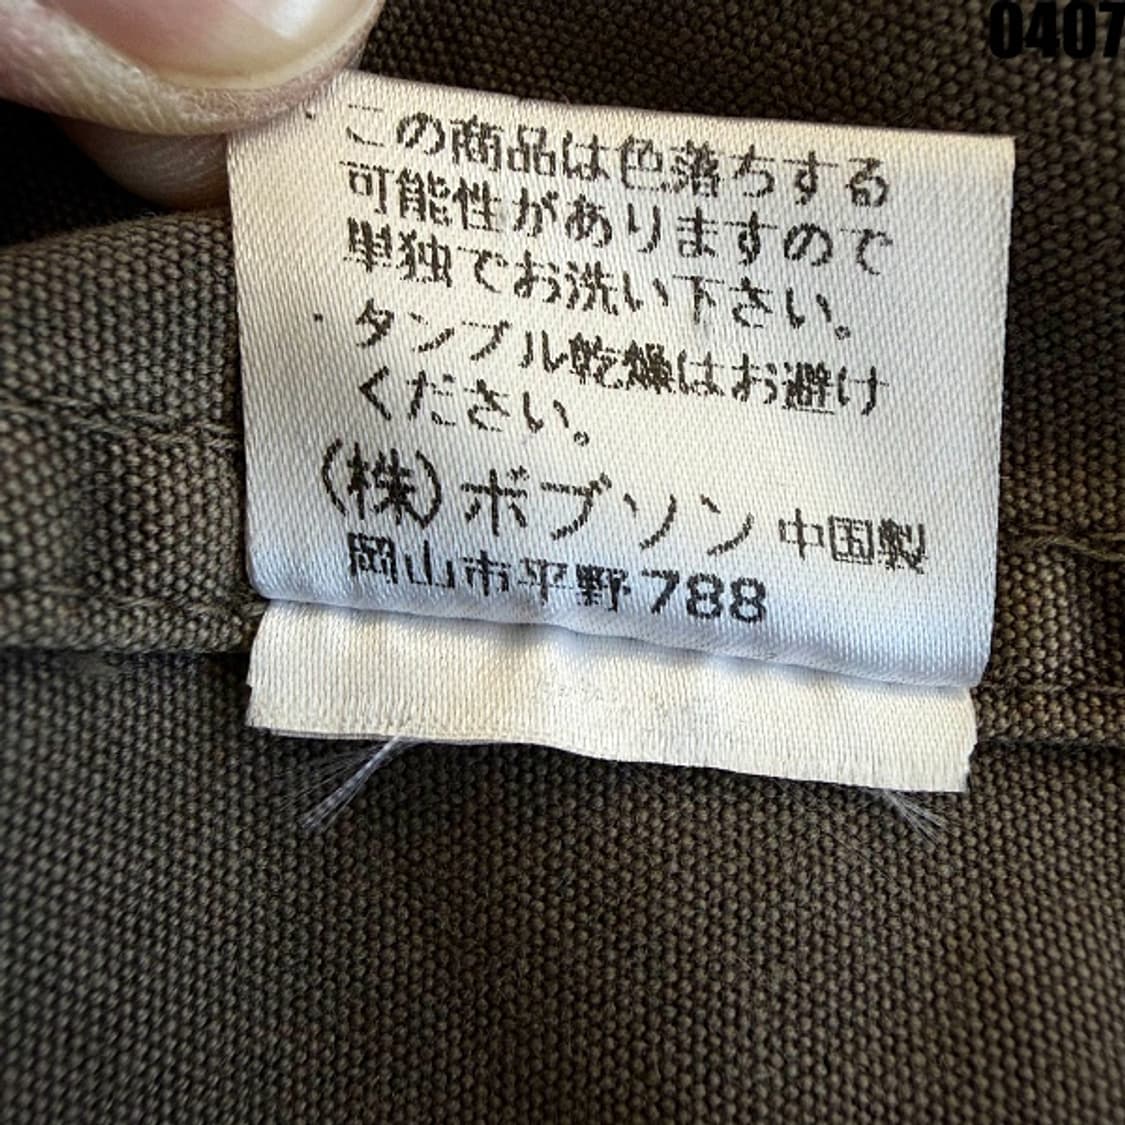 0407
・この商品は色落ちする
可能性がありますので
単独でお洗い下さい。
・タンブル乾燥はお避け
ください。
(株)ボブソン 中国製
岡山市平野788